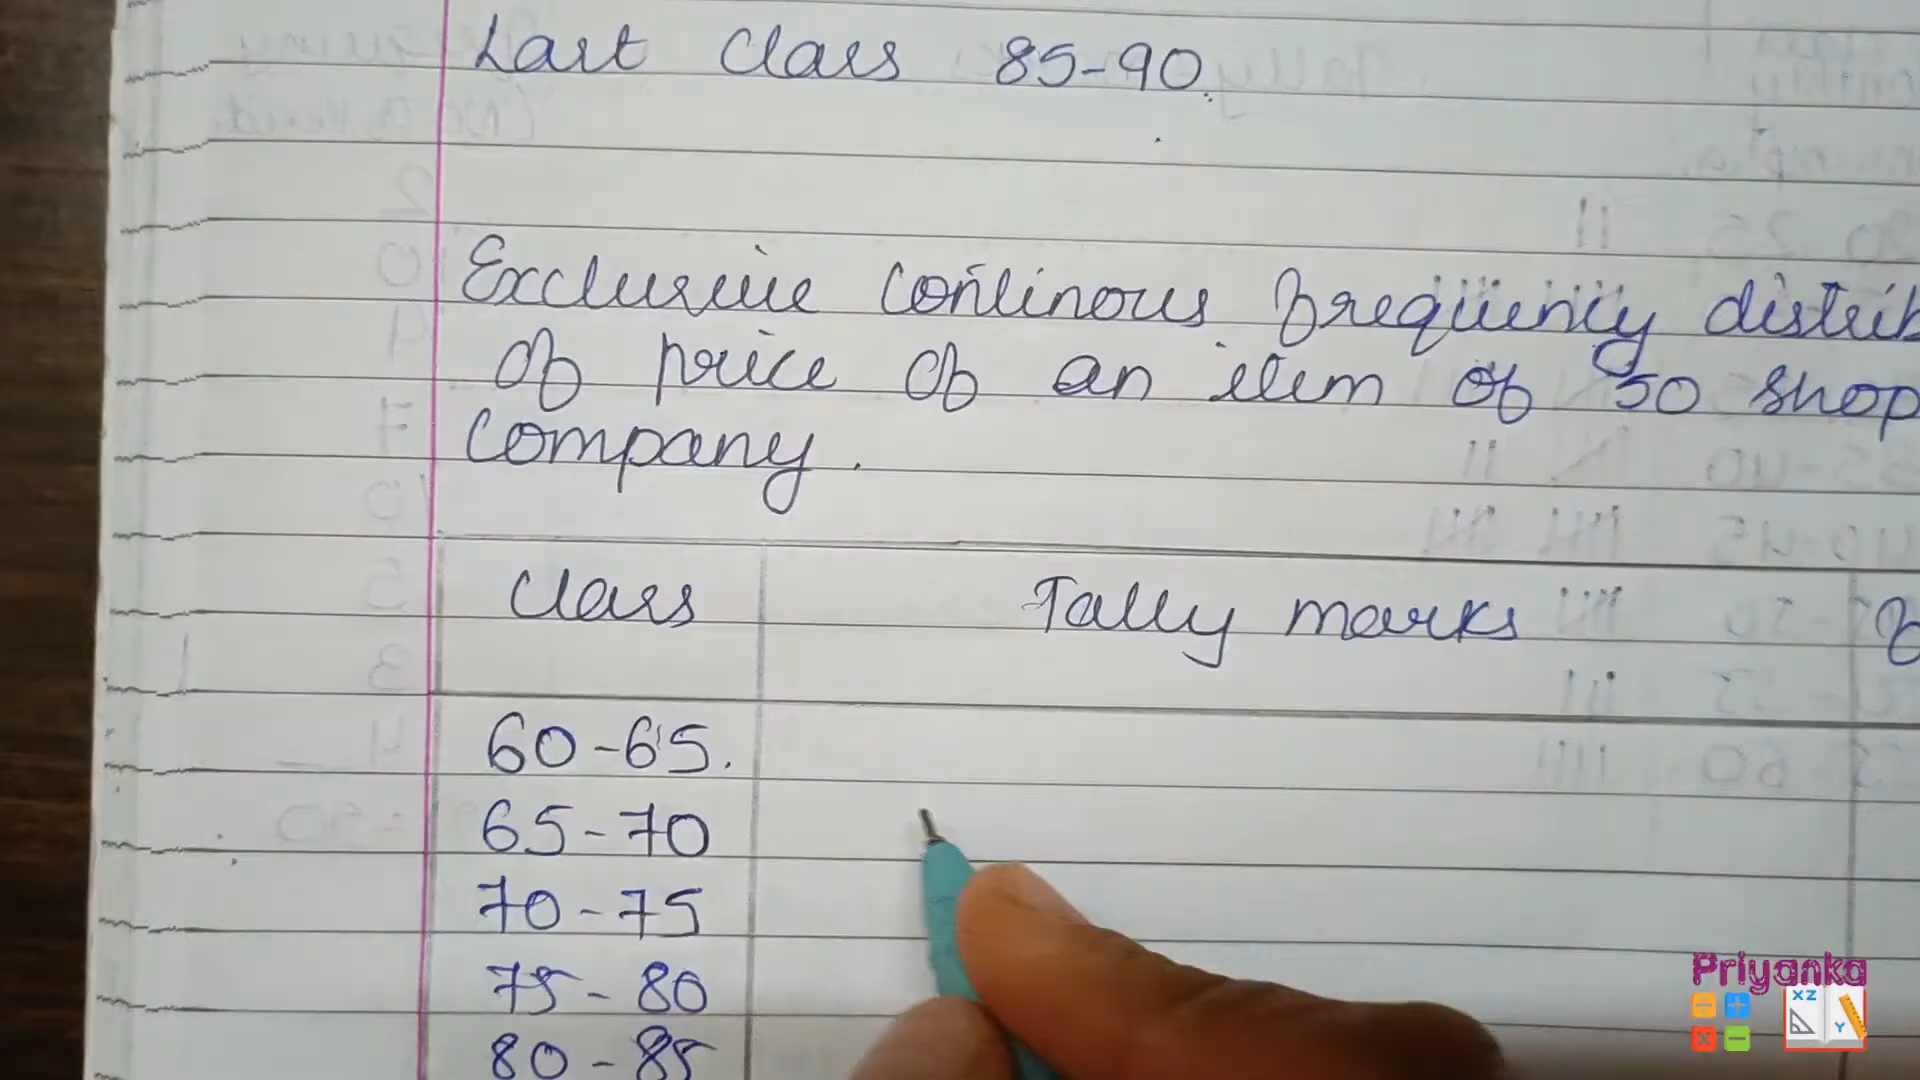 Last Class 85-90.
Exclusive Continous frequency distrib
of price of an item of 50 shop
Company.
Class Tally marks
60-65.
65-70
70-75
75-80
80-85
Priyanka